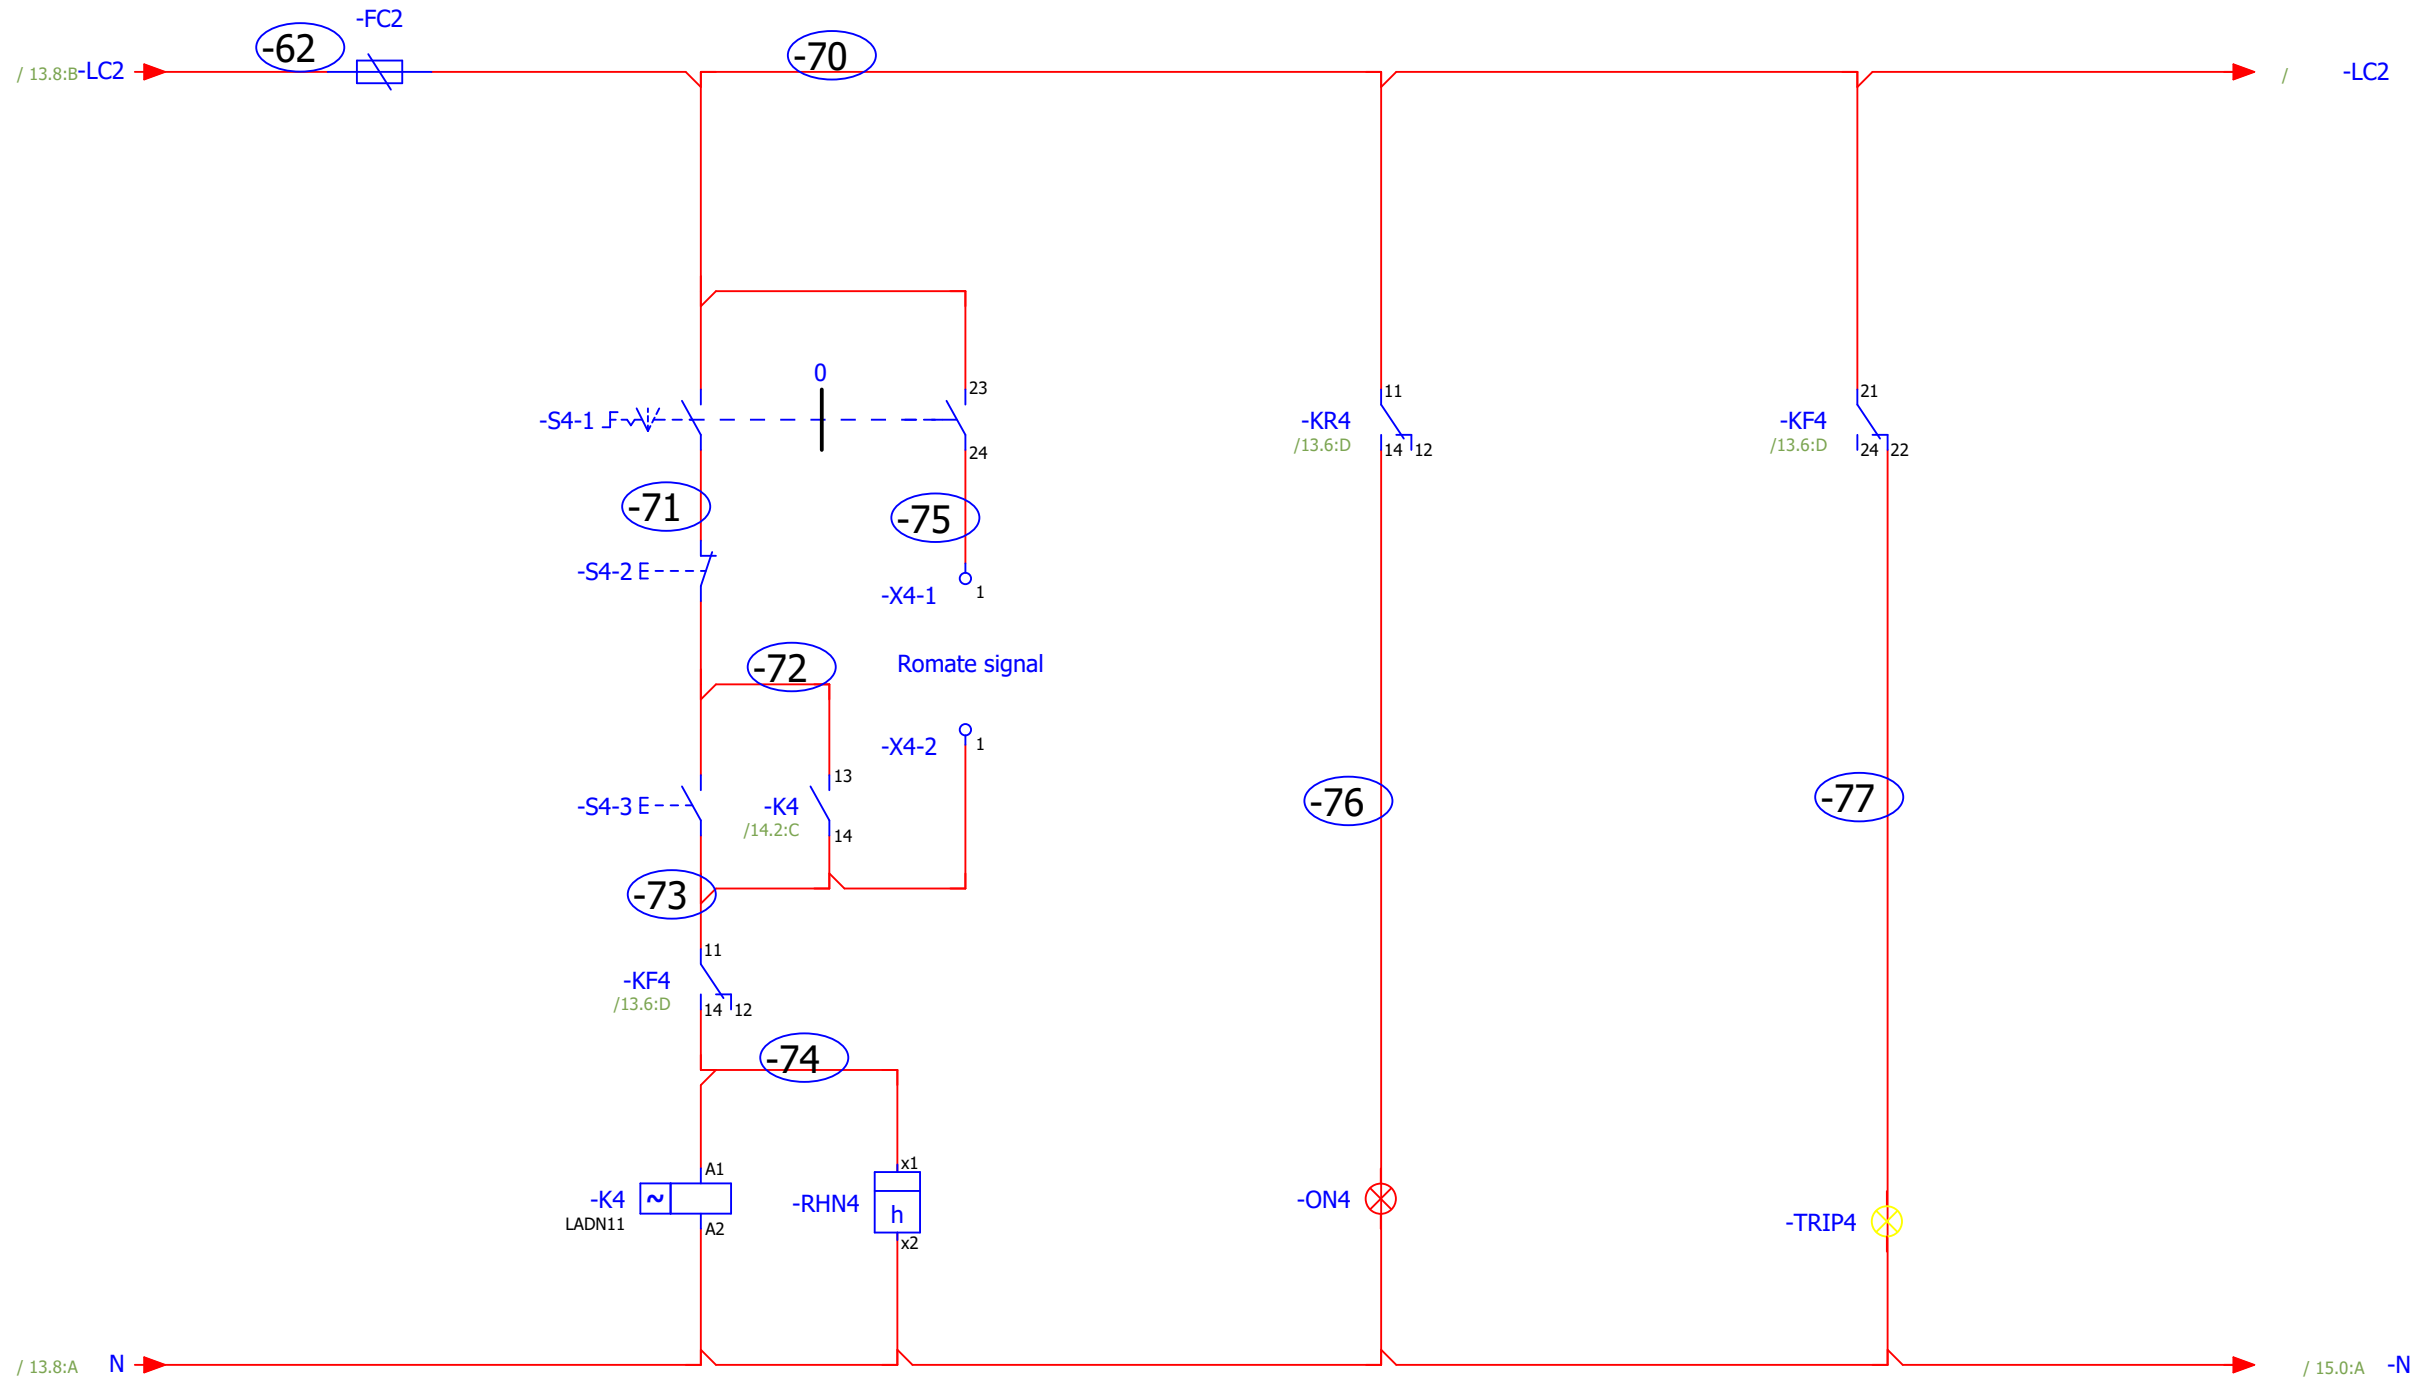 -FC2
-62
-70
/ 13.8:B
-LC2
/
-LC2
0
23
-S4-1
24
11
-KR4
/13.6:D
14
12
21
-KF4
/13.6:D
24
22
-71
-75
-S4-2
E
-X4-1
1
-72
Romate signal
-X4-2
1
13
-S4-3
E
-K4
/14.2:C
14
-76
-77
-73
11
-KF4
/13.6:D
14
12
-74
A1
-K4
~
LADN11
A2
x1
-RHN4
h
x2
-ON4
-TRIP4
/ 13.8:A
N
/ 15.0:A
-N